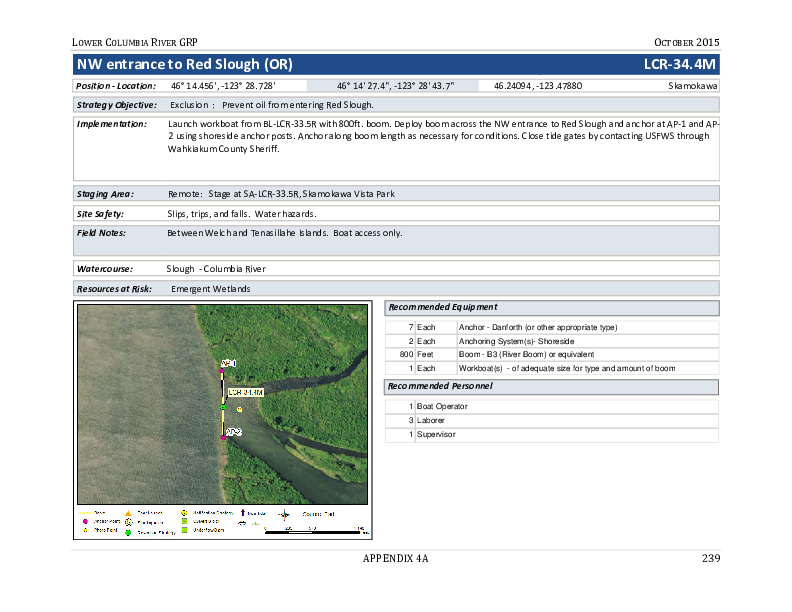 LOWER COLUMBIA RIVER GRP OCTOBER 2015
NW entrance to Red Slough (OR) LCR-34.4M
Position - Location: 46° 14.456', -123° 28.728' 46° 14' 27.4", -123° 28' 43.7" 46.24094, -123.47880 Skamokawa
Strategy Objective: Exclusion : Prevent oil from entering Red Slough.
Implementation: Launch workboat from BL-LCR-33.5R with 800ft. boom. Deploy boom across the NW entrance to Red Slough and anchor at AP-1 and AP-
2 using shoreside anchor posts. Anchor along boom length as necessary for conditions. Close tide gates by contacting USFWS through
Wahkiakum County Sheriff.
Staging Area: Remote: Stage at SA-LCR-33.5R, Skamokawa Vista Park
Site Safety: Slips, trips, and falls. Water hazards.
Field Notes: Between Welch and Tenasillahe Islands. Boat access only.
Watercourse: Slough - Columbia River
Resources at Risk: Emergent Wetlands
Recommended Equipment
7 Each Anchor - Danforth (or other appropriate type)
2 Each Anchoring System(s)- Shoreside
800 Feet Boom - B3 (River Boom) or equivalent
1 Each Workboat(s) - of adequate size for type and amount of boom
Recommended Personnel
1 Boat Operator
3 Laborer
1 Supervisor
AP-1
LCR-34.4M
AP-2
Anchor Point
Photo Point
Notification Strategy
Underflow Dam
APPENDIX 4A 239